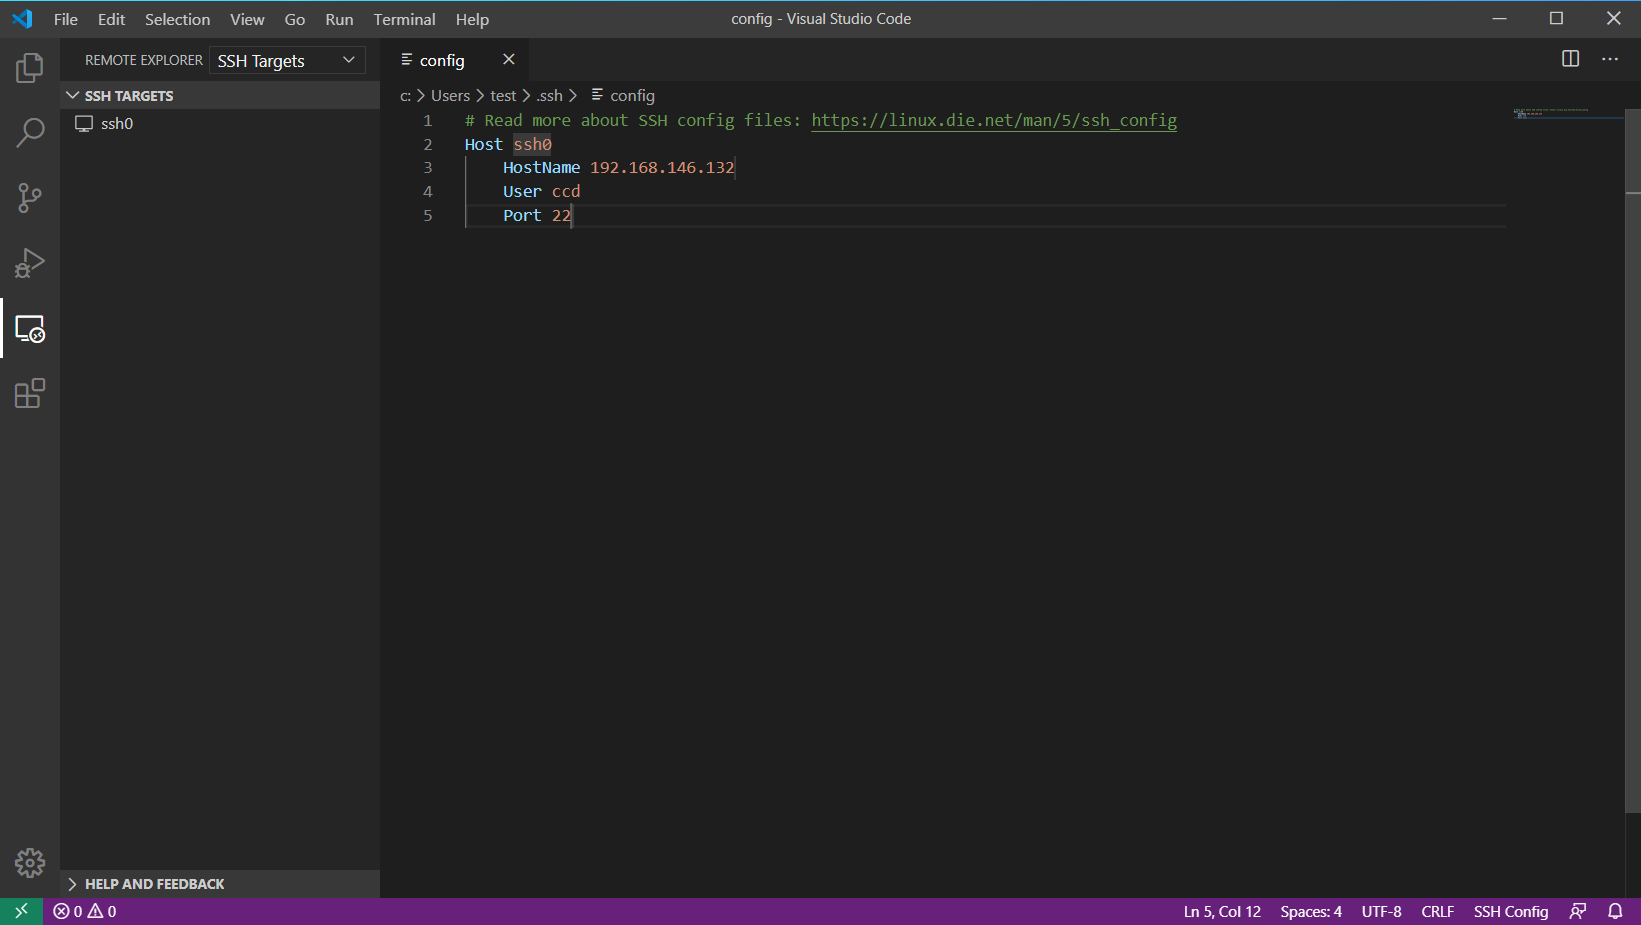 File Edit Selection View Go Run Terminal Help config - Visual Studio Code
REMOTE EXPLORER SSH Targets
config
SSH TARGETS
ssh0
c: > Users > test > .ssh > config
1 # Read more about SSH config files: https://linux.die.net/man/5/ssh_config
2 Host ssh0
3 HostName 192.168.146.132
4 User ccd
5 Port 22
HELP AND FEEDBACK
0 0 Ln 5, Col 12 Spaces: 4 UTF-8 CRLF SSH Config